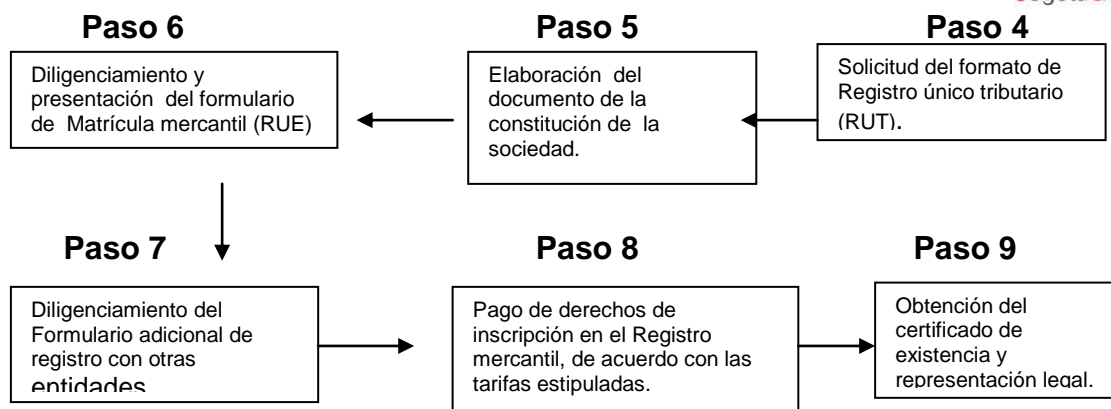 Paso 6
Diligenciamiento y
presentación del formulario
de Matrícula mercantil (RUE)
Paso 5
Elaboración del
documento de la
constitución de la
sociedad.
Paso 4
Solicitud del formato de
Registro único tributario
(RUT).
Paso 7
Diligenciamiento del
Formulario adicional de
registro con otras
entidades
Paso 8
Pago de derechos de
inscripción en el Registro
mercantil, de acuerdo con las
tarifas estipuladas.
Paso 9
Obtención del
certificado de
existencia y
representación legal.